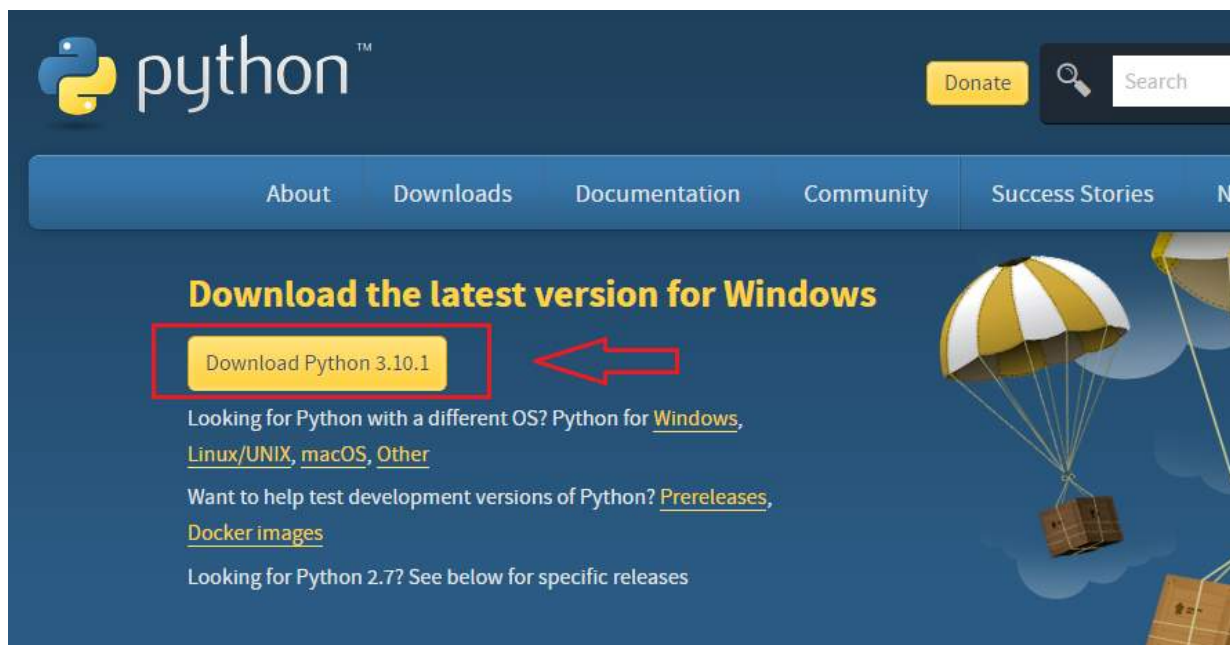 python™
Donate
Search
About Downloads Documentation Community Success Stories N
Download the latest version for Windows
Download Python 3.10.1
Looking for Python with a different OS? Python for Windows,
Linux/UNIX, macOS, Other
Want to help test development versions of Python? Prereleases,
Docker images
Looking for Python 2.7? See below for specific releases